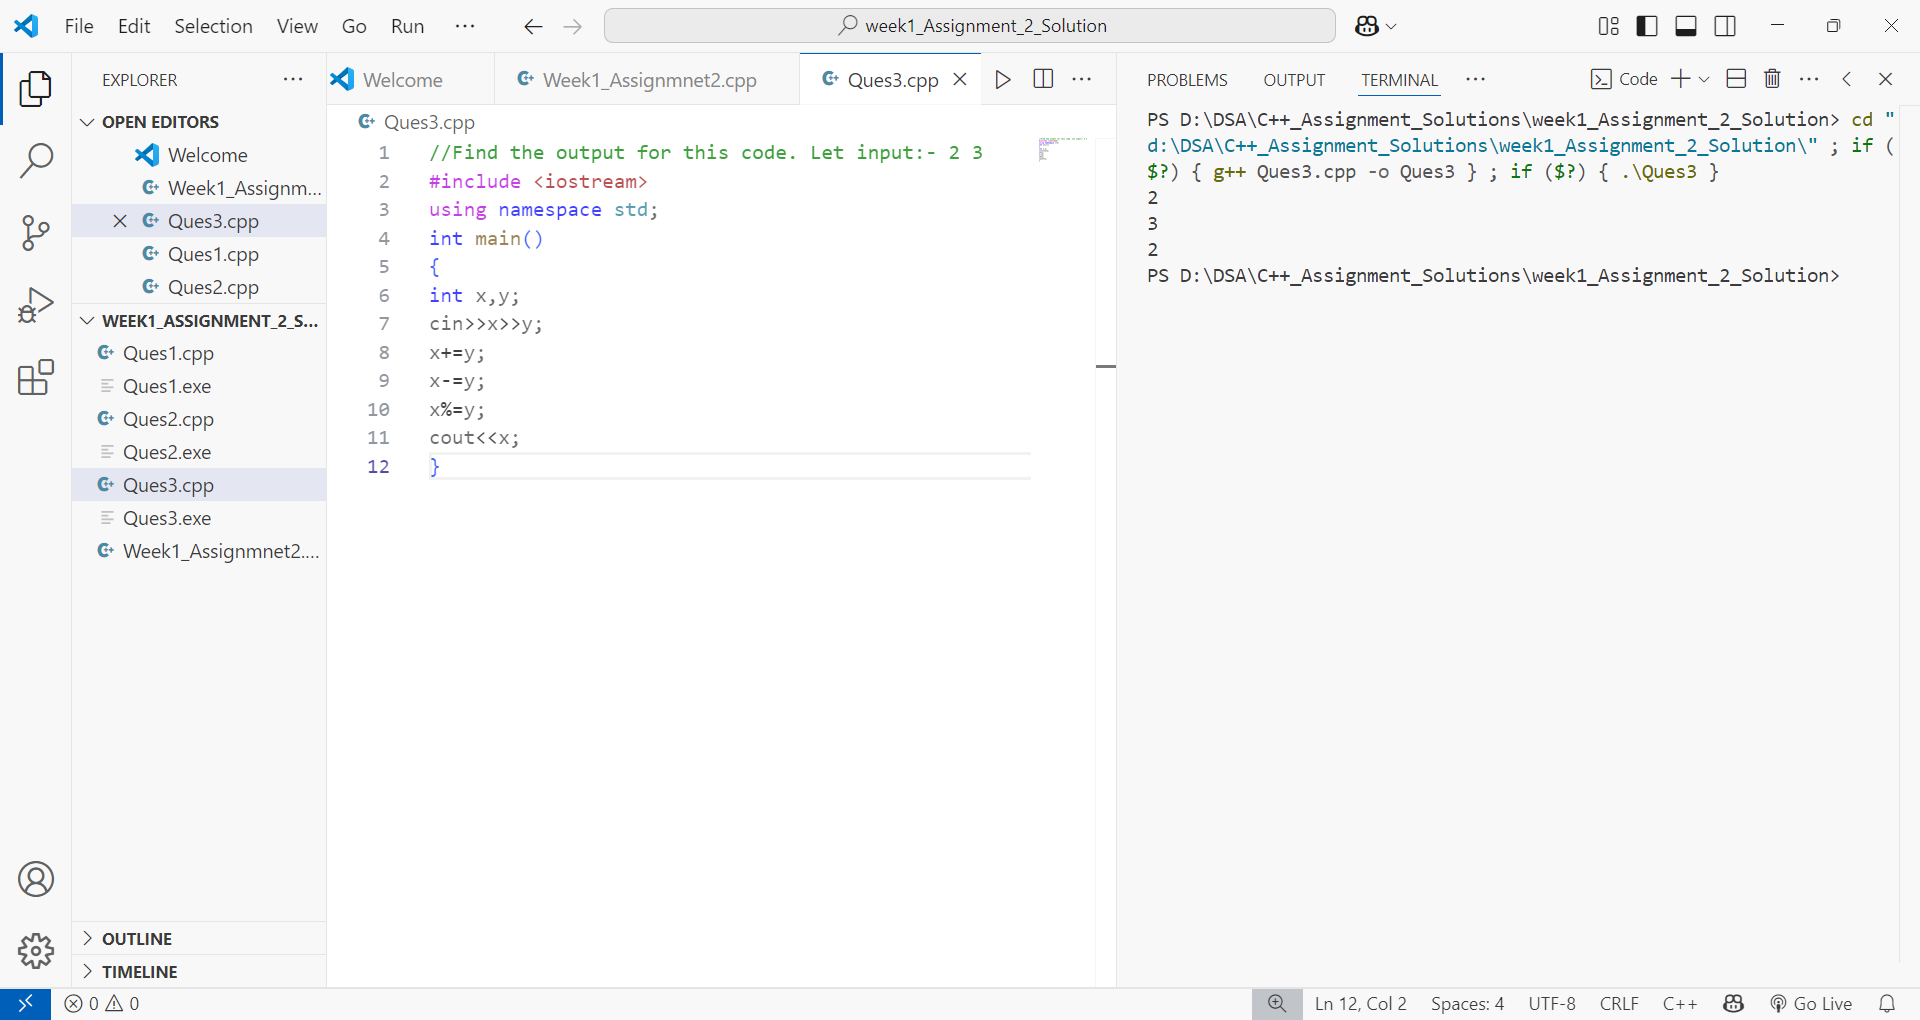 File Edit Selection View Go Run ···
week1_Assignment_2_Solution
EXPLORER ···
OPEN EDITORS
Welcome
Week1_Assignm...
Ques3.cpp
Ques1.cpp
Ques2.cpp
WEEK1_ASSIGNMENT_2_S...
Ques1.cpp
Ques1.exe
Ques2.cpp
Ques2.exe
Ques3.cpp
Ques3.exe
Week1_Assignmnet2....
OUTLINE
TIMELINE
Welcome Week1_Assignmnet2.cpp Ques3.cpp
Ques3.cpp
1 //Find the output for this code. Let input:- 2 3
2 #include <iostream>
3 using namespace std;
4 int main()
5 {
6 int x,y;
7 cin>>x>>y;
8 x+=y;
9 x-=y;
10 x%=y;
11 cout<<x;
12 }
PROBLEMS OUTPUT TERMINAL ··· Code
PS D:\DSA\C++_Assignment_Solutions\week1_Assignment_2_Solution> cd "
d:\DSA\C++_Assignment_Solutions\week1_Assignment_2_Solution\" ; if (
$?) { g++ Ques3.cpp -o Ques3 } ; if ($?) { .\Ques3 }
2
3
2
PS D:\DSA\C++_Assignment_Solutions\week1_Assignment_2_Solution>
0 0 Ln 12, Col 2 Spaces: 4 UTF-8 CRLF C++ Go Live